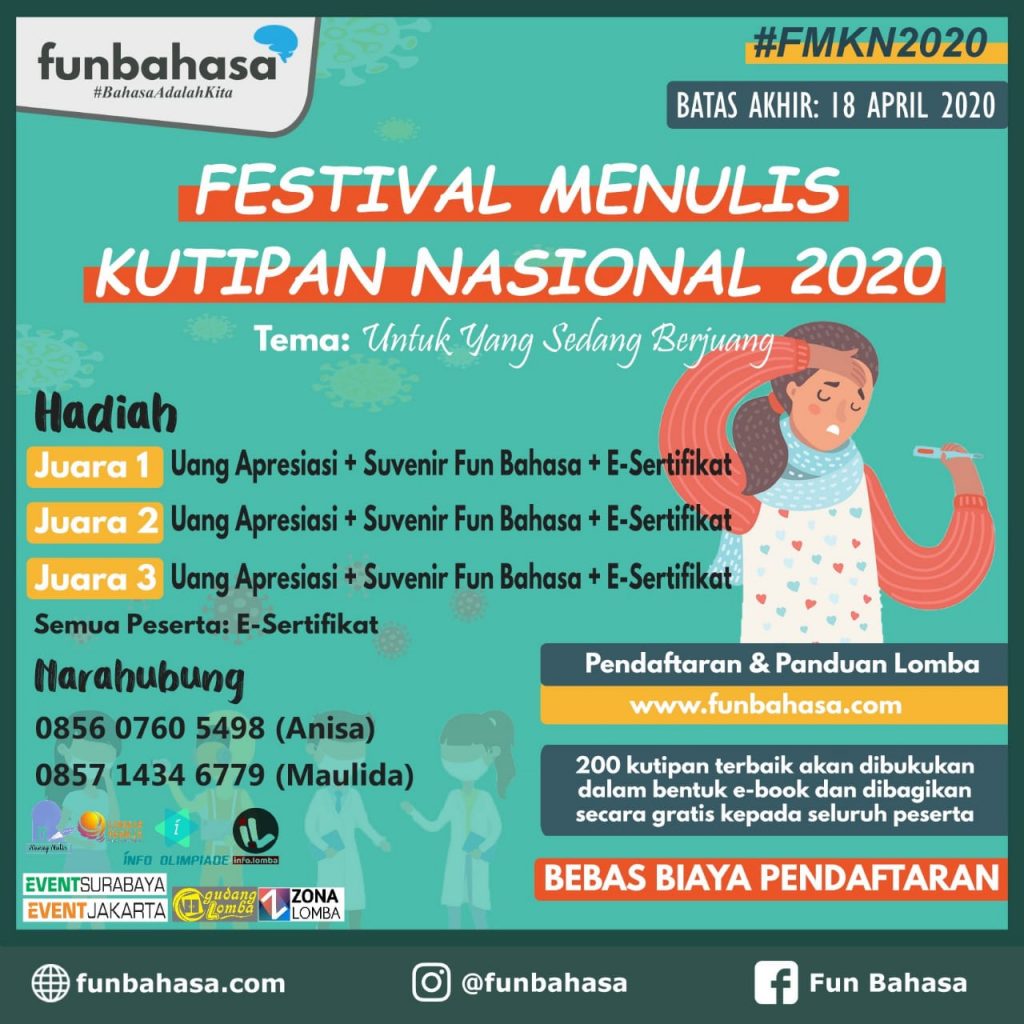 funbahasa
#BahasaAdalahKita
#FMKN2020
BATAS AKHIR: 18 APRIL 2020
FESTIVAL MENULIS
KUTIPAN NASIONAL 2020
Tema: Untuk Yang Sedang Berjuang
Hadiah
Juara 1 Uang Apresiasi + Suvenir Fun Bahasa + E-Sertifikat
Juara 2 Uang Apresiasi + Suvenir Fun Bahasa + E-Sertifikat
Juara 3 Uang Apresiasi + Suvenir Fun Bahasa + E-Sertifikat
Semua Peserta: E-Sertifikat
Narahubung
0856 0760 5498 (Anisa)
0857 1434 6779 (Maulida)
Pendaftaran & Panduan Lomba
www.funbahasa.com
200 kutipan terbaik akan dibukukan
dalam bentuk e-book dan dibagikan
secara gratis kepada seluruh peserta
BEBAS BIAYA PENDAFTARAN
INFO OLIMPIADE
info.lomba
EVENTSURABAYA
EVENTJAKARTA
gudang
lomba
ZONA
LOMBA
funbahasa.com
@funbahasa
Fun Bahasa